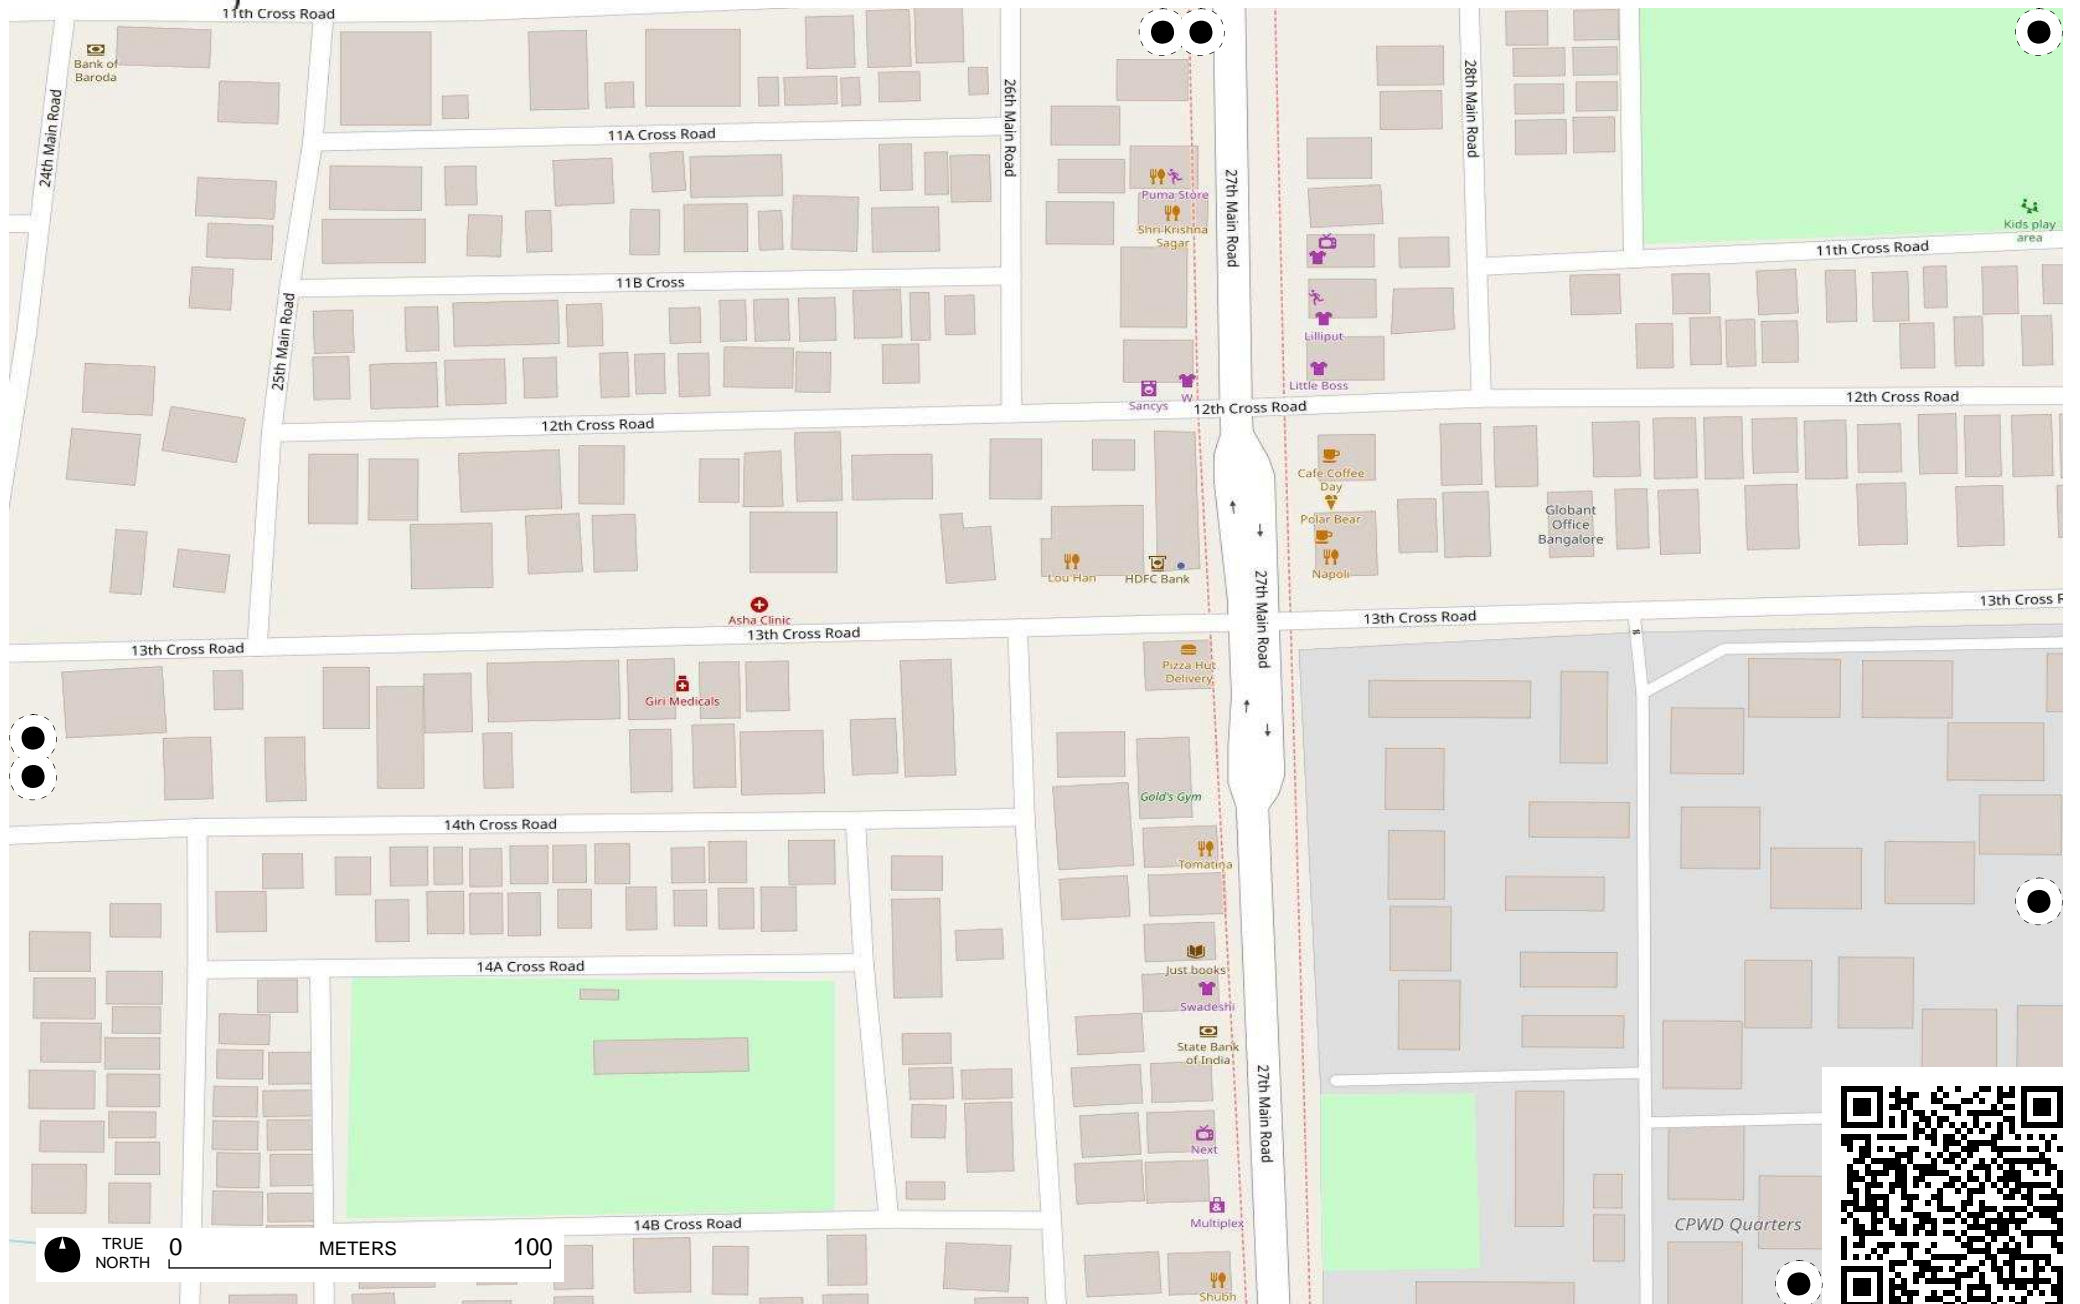 11th Cross Road
Bank of
Baroda
24th Main Road
11A Cross Road
26th Main Road
28th Main Road
27th Main Road
Puma Store
Shri Krishna
Sagar
Kids play
area
11th Cross Road
11B Cross
25th Main Road
Lilliput
Little Boss
Sancys
W
12th Cross Road
12th Cross Road
12th Cross Road
Cafe Coffee
Day
Polar Bear
Globant
Office
Bangalore
Napoli
Lou Han
HDFC Bank
Asha Clinic
13th Cross Road
13th Cross Road
13th Cross Road
13th Cross R
27th Main Road
Pizza Hut
Delivery
Giri Medicals
Gold's Gym
14th Cross Road
Tomatina
14A Cross Road
Just books
Swadeshi
State Bank
of India
27th Main Road
Next
Multiplex
14B Cross Road
CPWD Quarters
Shubh
TRUE
NORTH
0 METERS 100